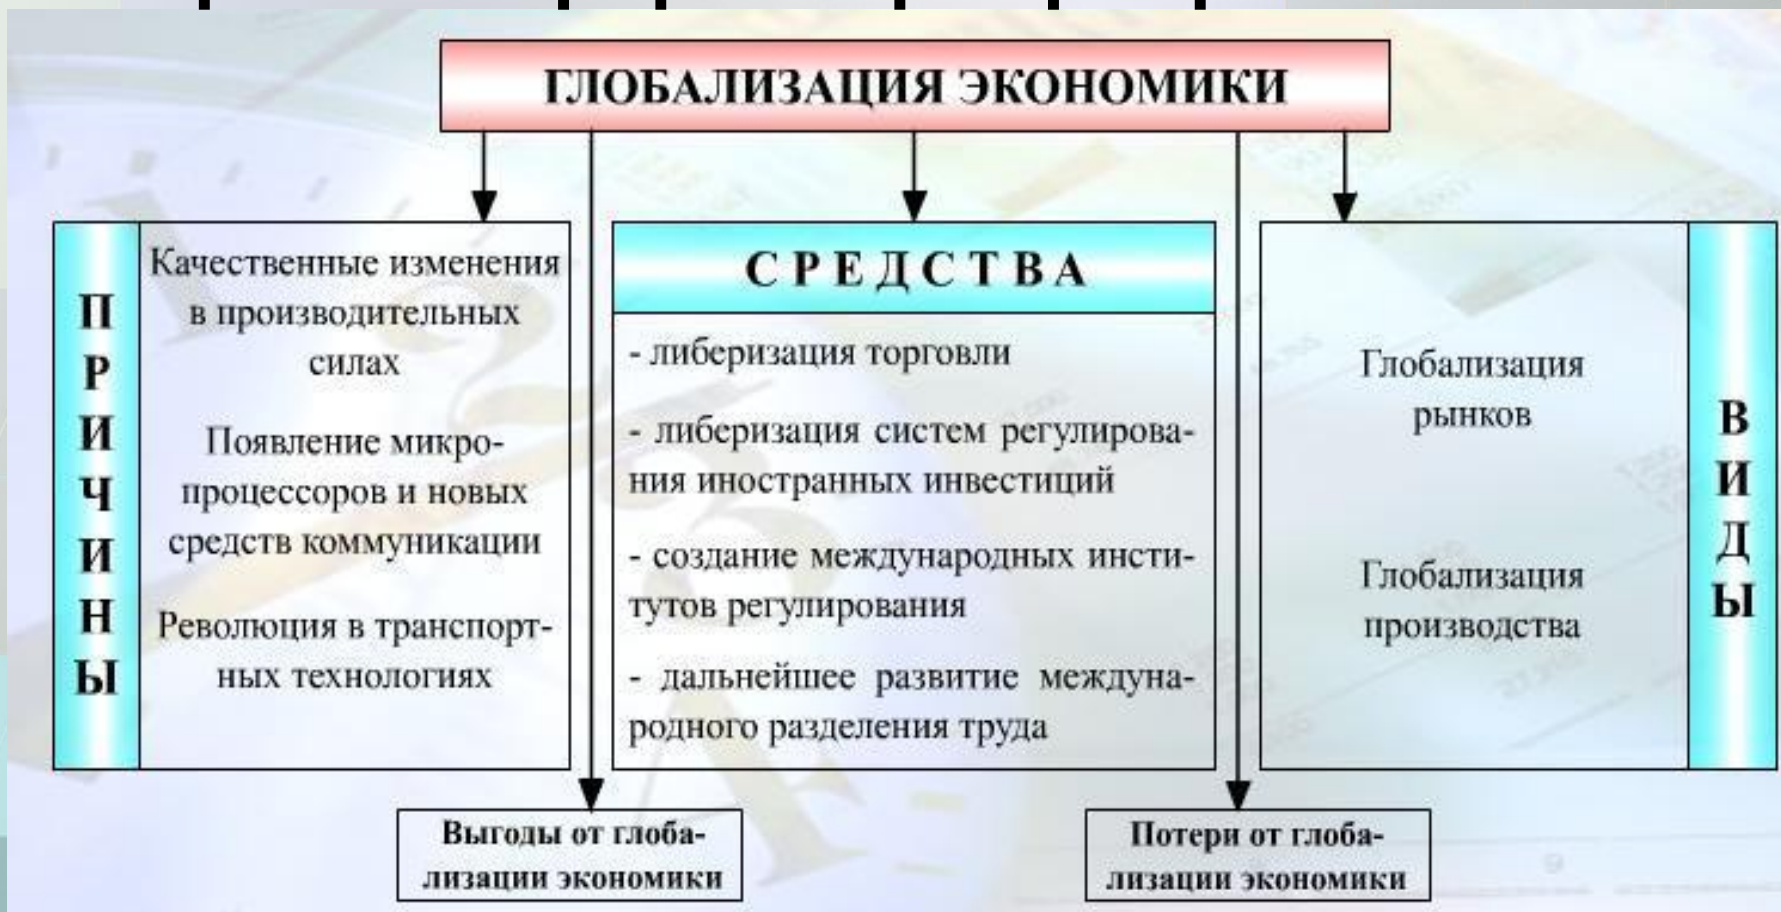 ГЛОБАЛИЗАЦИЯ ЭКОНОМИКИ
ПРИЧИНЫ
Качественные изменения
в производительных
силах
Появление микро-
процессоров и новых
средств коммуникации
Революция в транспорт-
ных технологиях
СРЕДСТВА
- либеризация торговли
- либеризация систем регулирова-
ния иностранных инвестиций
- создание международных инсти-
тутов регулирования
- дальнейшее развитие междуна-
родного разделения труда
Глобализация
рынков
Глобализация
производства
ВИДЫ
Выгоды от глоба-
лизации экономики
Потери от глоба-
лизации экономики